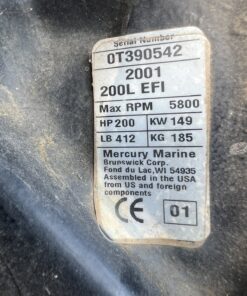 Serial Number
0T390542
2001
200L EFI
Max RPM 5800
HP 200 KW 149
LB 412 KG 185
Mercury Marine
Brunswick Corp.
Fond du Lac, WI 54935
Assembled in the USA
from US and foreign
components
CE 01